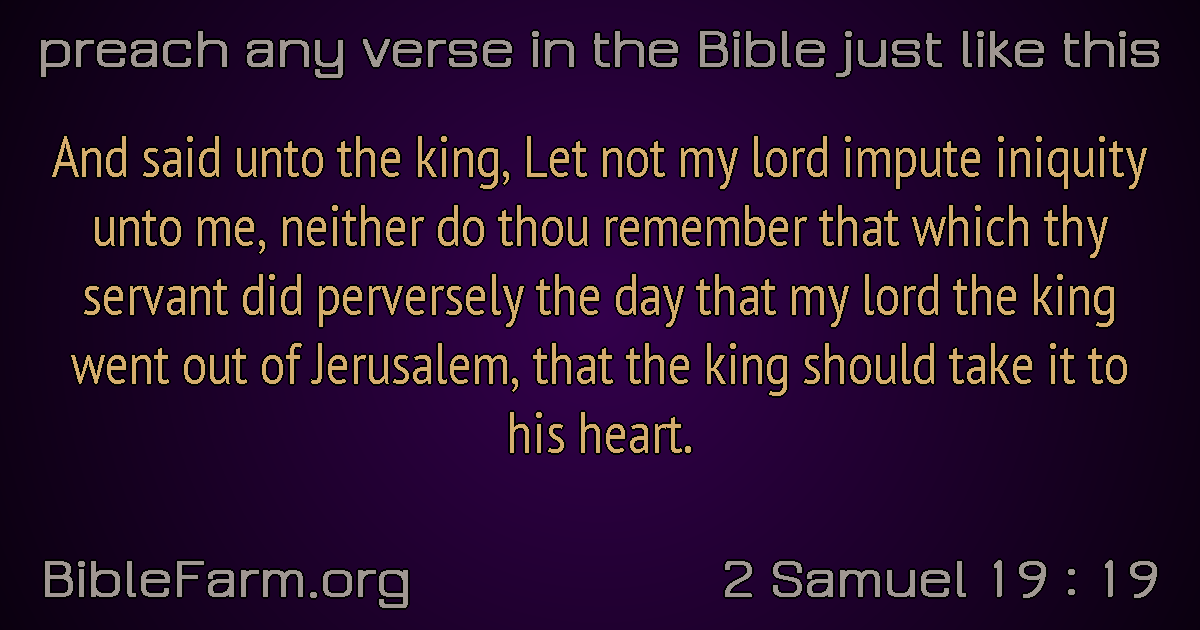 preach any verse in the Bible just like this
And said unto the king, Let not my lord impute iniquity
unto me, neither do thou remember that which thy
servant did perversely the day that my lord the king
went out of Jerusalem, that the king should take it to
his heart.
BibleFarm.org
2 Samuel 19 : 19